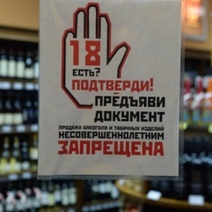 18
ЕСТЬ?
ПОДТВЕРДИ!
ПРЕДЪЯВИ
ДОКУМЕНТ
ПРОДАЖА АЛКОГОЛЯ И ТАБАЧНЫХ ИЗДЕЛИЙ
НЕСОВЕРШЕННОЛЕТНИМ
ЗАПРЕЩЕНА